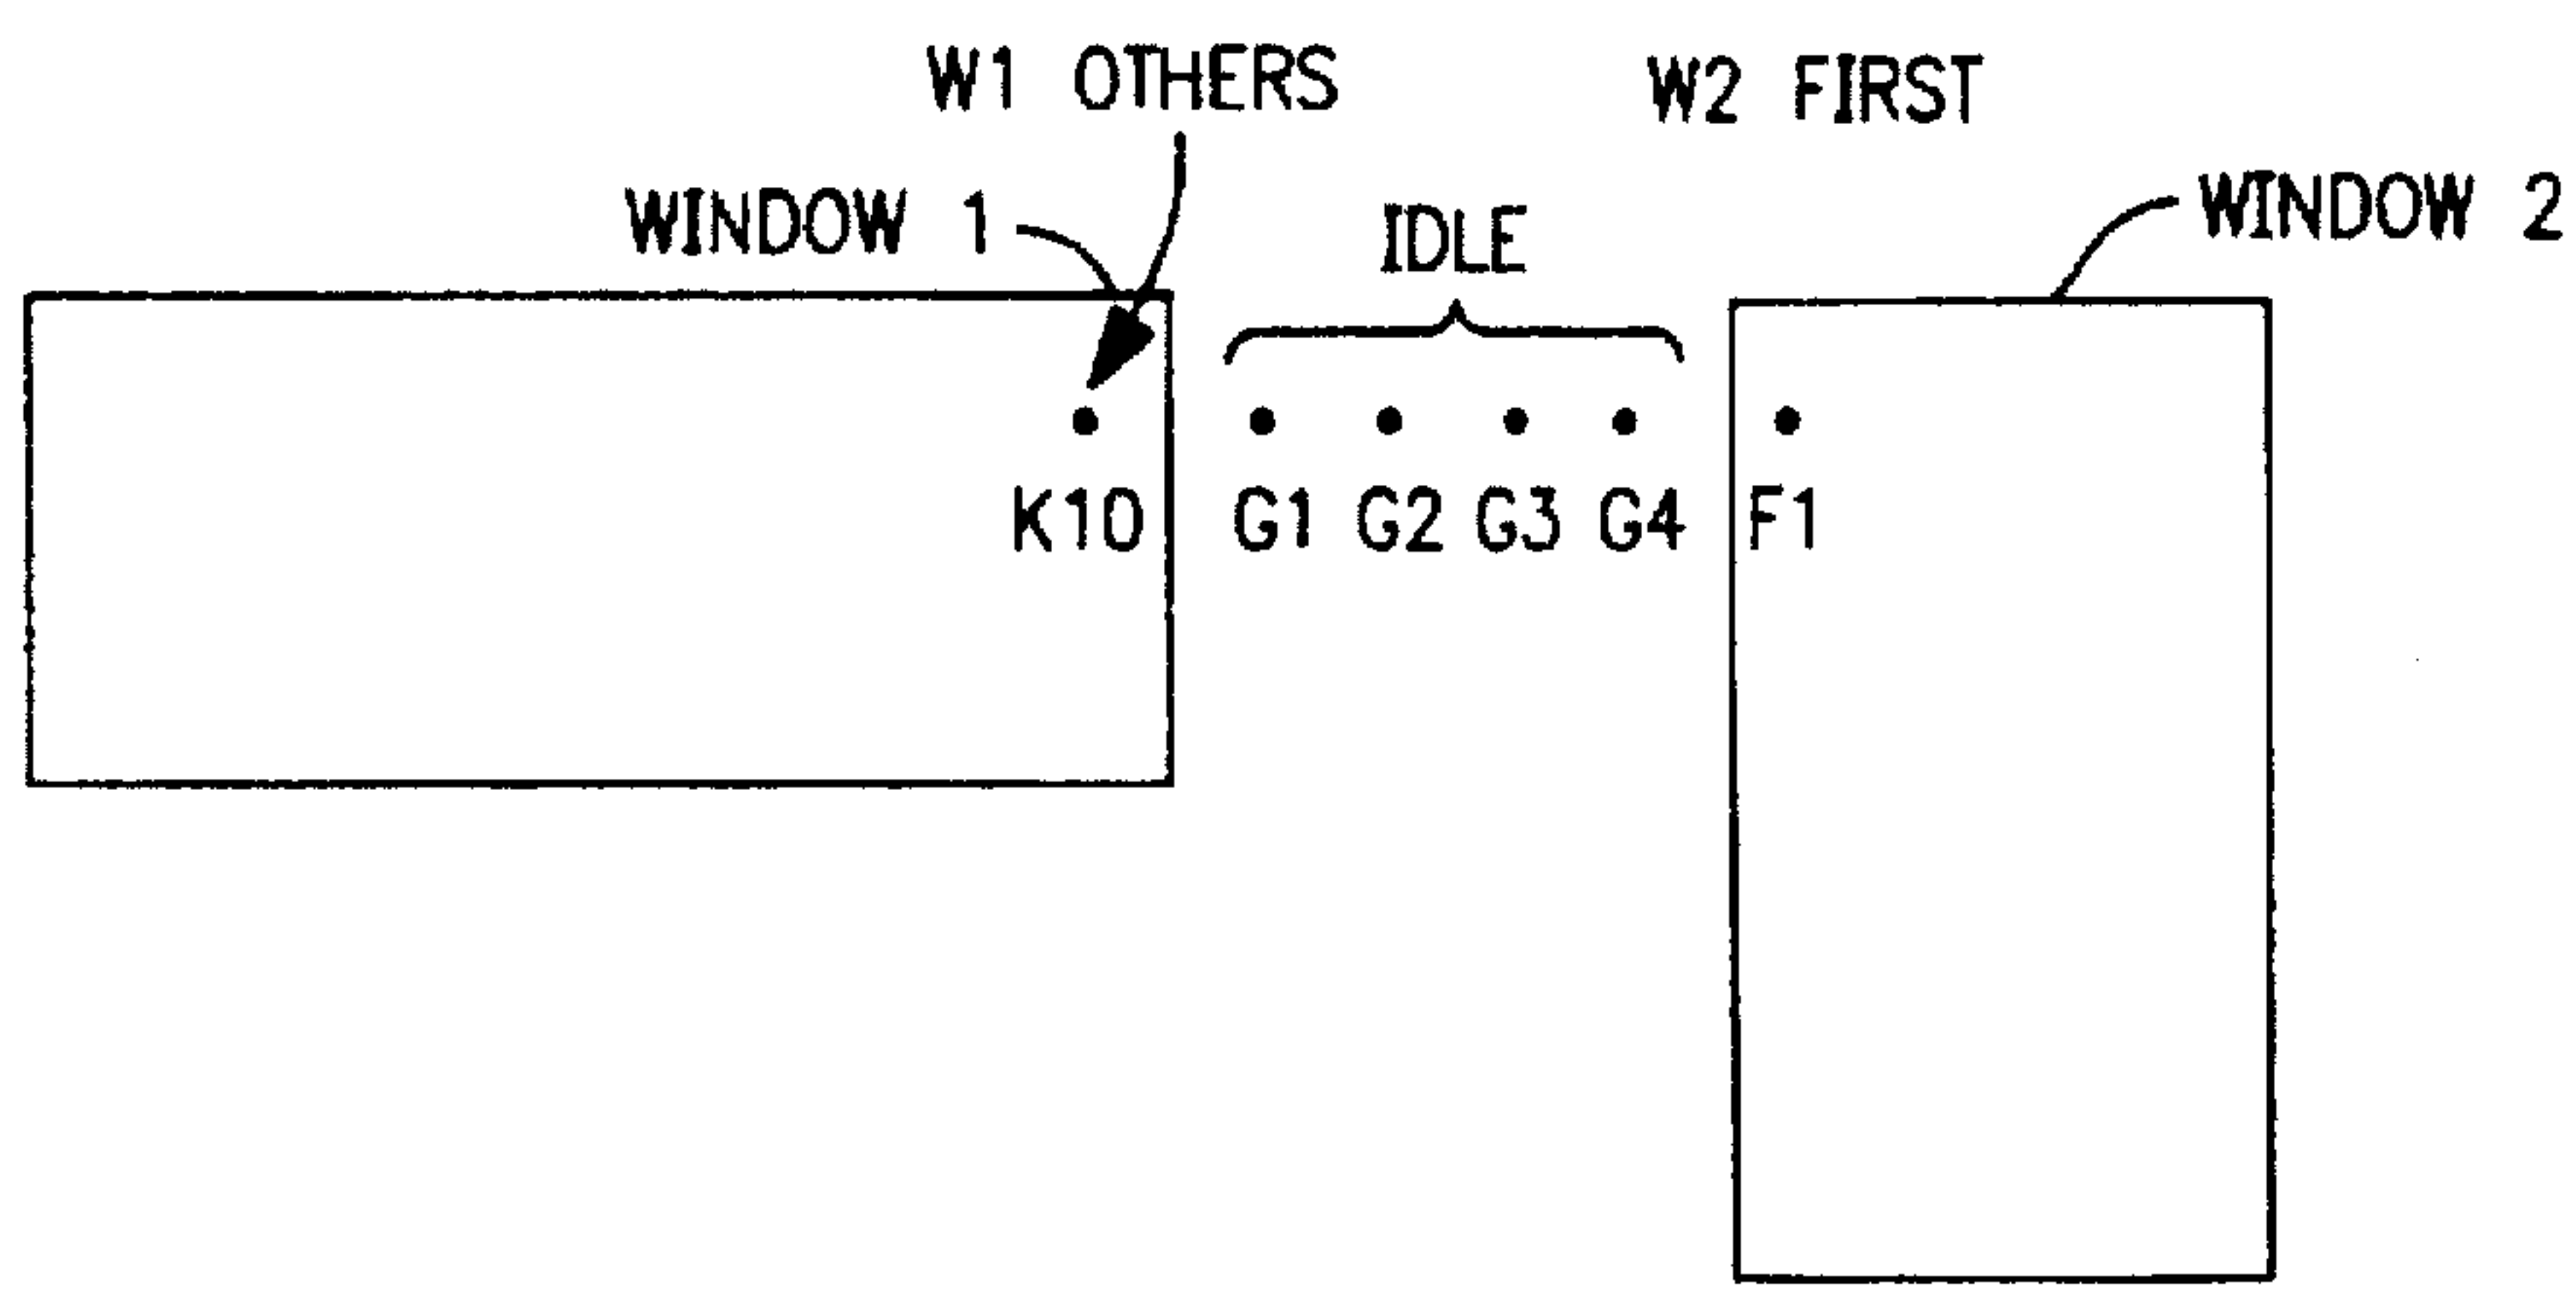 W1 OTHERS
W2 FIRST
WINDOW 1
IDLE
WINDOW 2
K10 G1 G2 G3 G4 F1